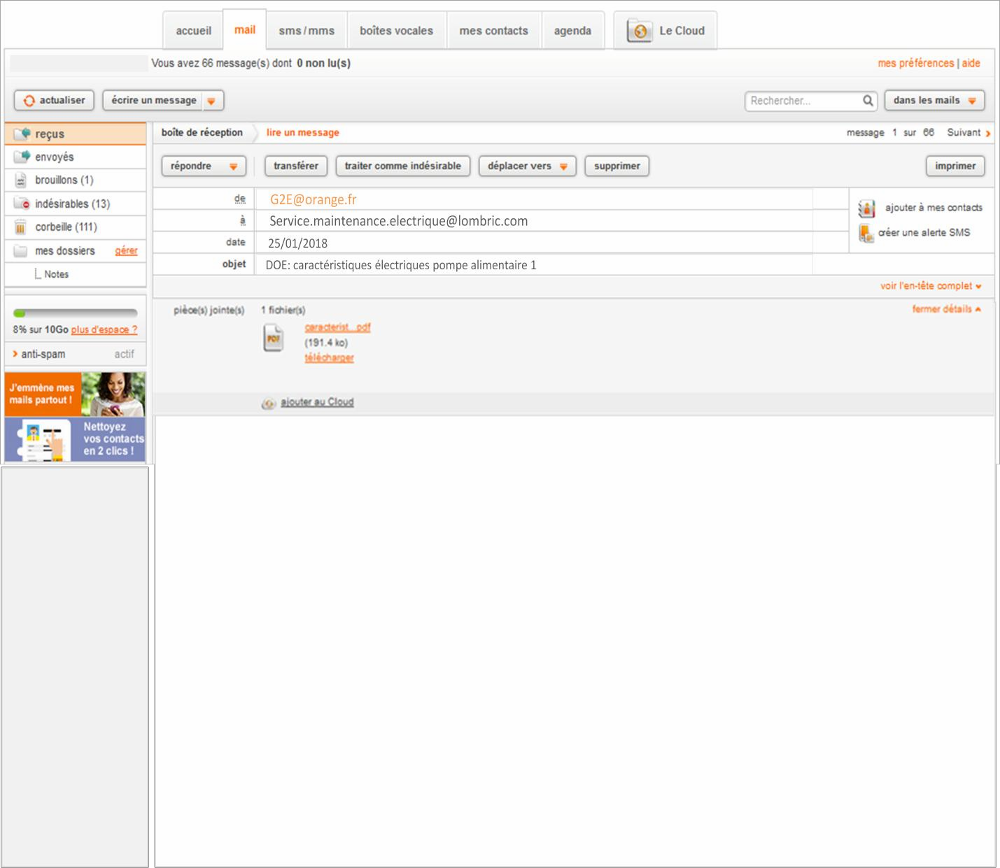 accueil mail sms/mms boîtes vocales mes contacts agenda Le Cloud
Vous avez 66 message(s) dont 0 non lu(s) mes préférences | aide
actualiser écrire un message Rechercher... dans les mails
reçus
envoyés
brouillons (1)
indésirables (13)
corbeille (111)
mes dossiers gérer
Notes
8% sur 10Go plus d'espace ?
anti-spam actif
J'emmène mes
mails partout !
Nettoyez
vos contacts
en 2 clics !
boîte de réception lire un message message 1 sur 66 Suivant
répondre transférer traiter comme indésirable déplacer vers supprimer imprimer
de G2E@orange.fr
à Service.maintenance.electrique@lombric.com
date 25/01/2018
objet DOE: caractéristiques électriques pompe alimentaire 1
ajouter à mes contacts
créer une alerte SMS
voir l'en-tête complet
pièce(s) jointe(s) 1 fichier(s) fermer détails
PDF
caracterist...pdf
(191.4 ko)
télécharger
ajouter au Cloud